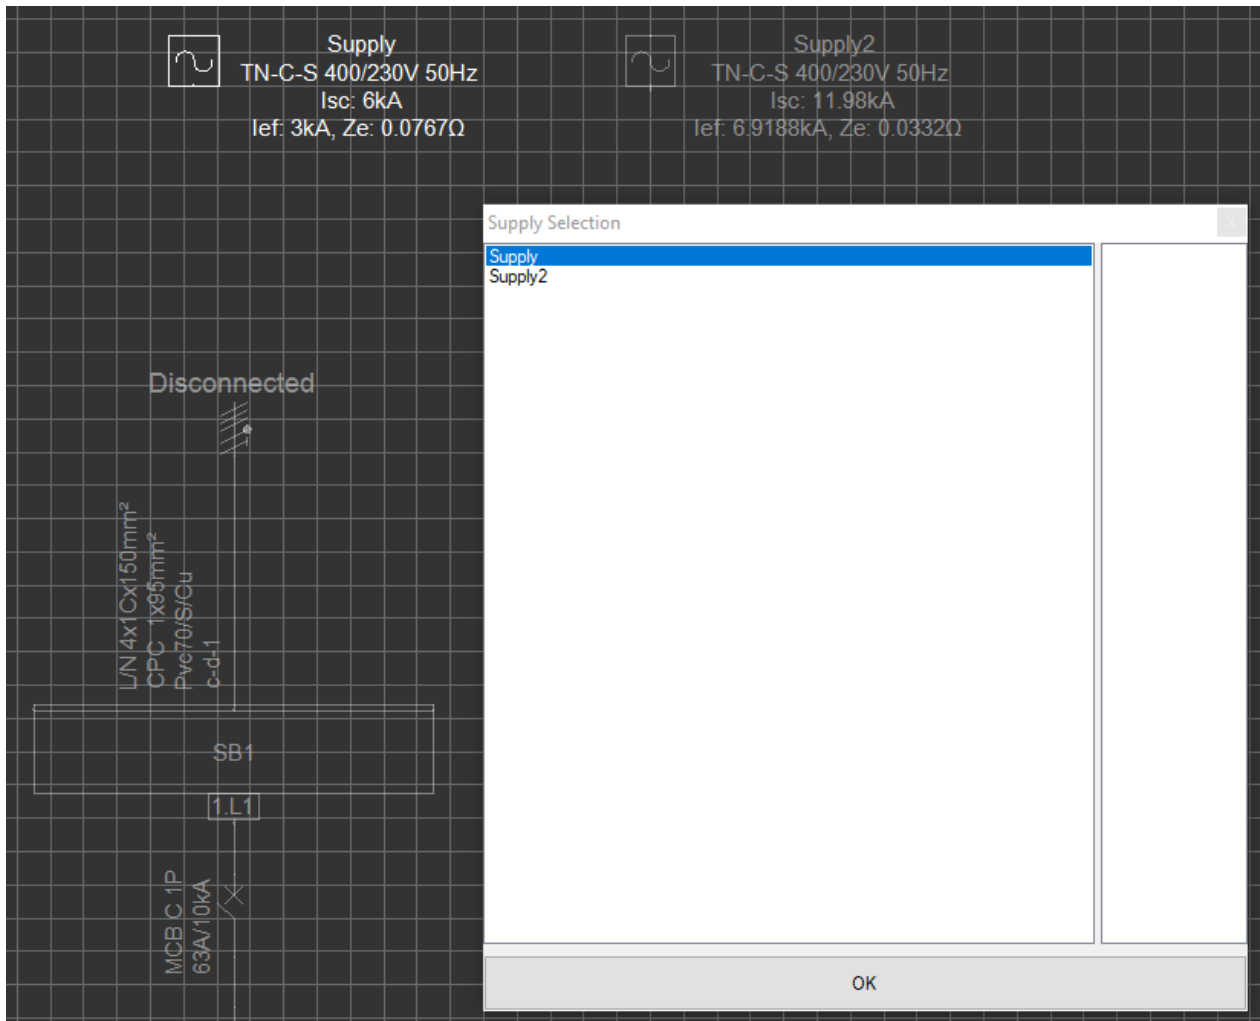 Supply
TN-C-S 400/230V 50Hz
Isc: 6kA
Ief: 3kA, Ze: 0.0767Ω
Supply2
TN-C-S 400/230V 50Hz
Isc: 11.98kA
Ief: 6.9188kA, Ze: 0.0332Ω
Supply Selection
x
Supply
Supply2
Disconnected
L/N 4x1Cx150mm²
CPC 1x95mm²
Pvc70/S/Cu
c-d-1
SB1
1.L1
MCB C 1P
63A/10kA
OK